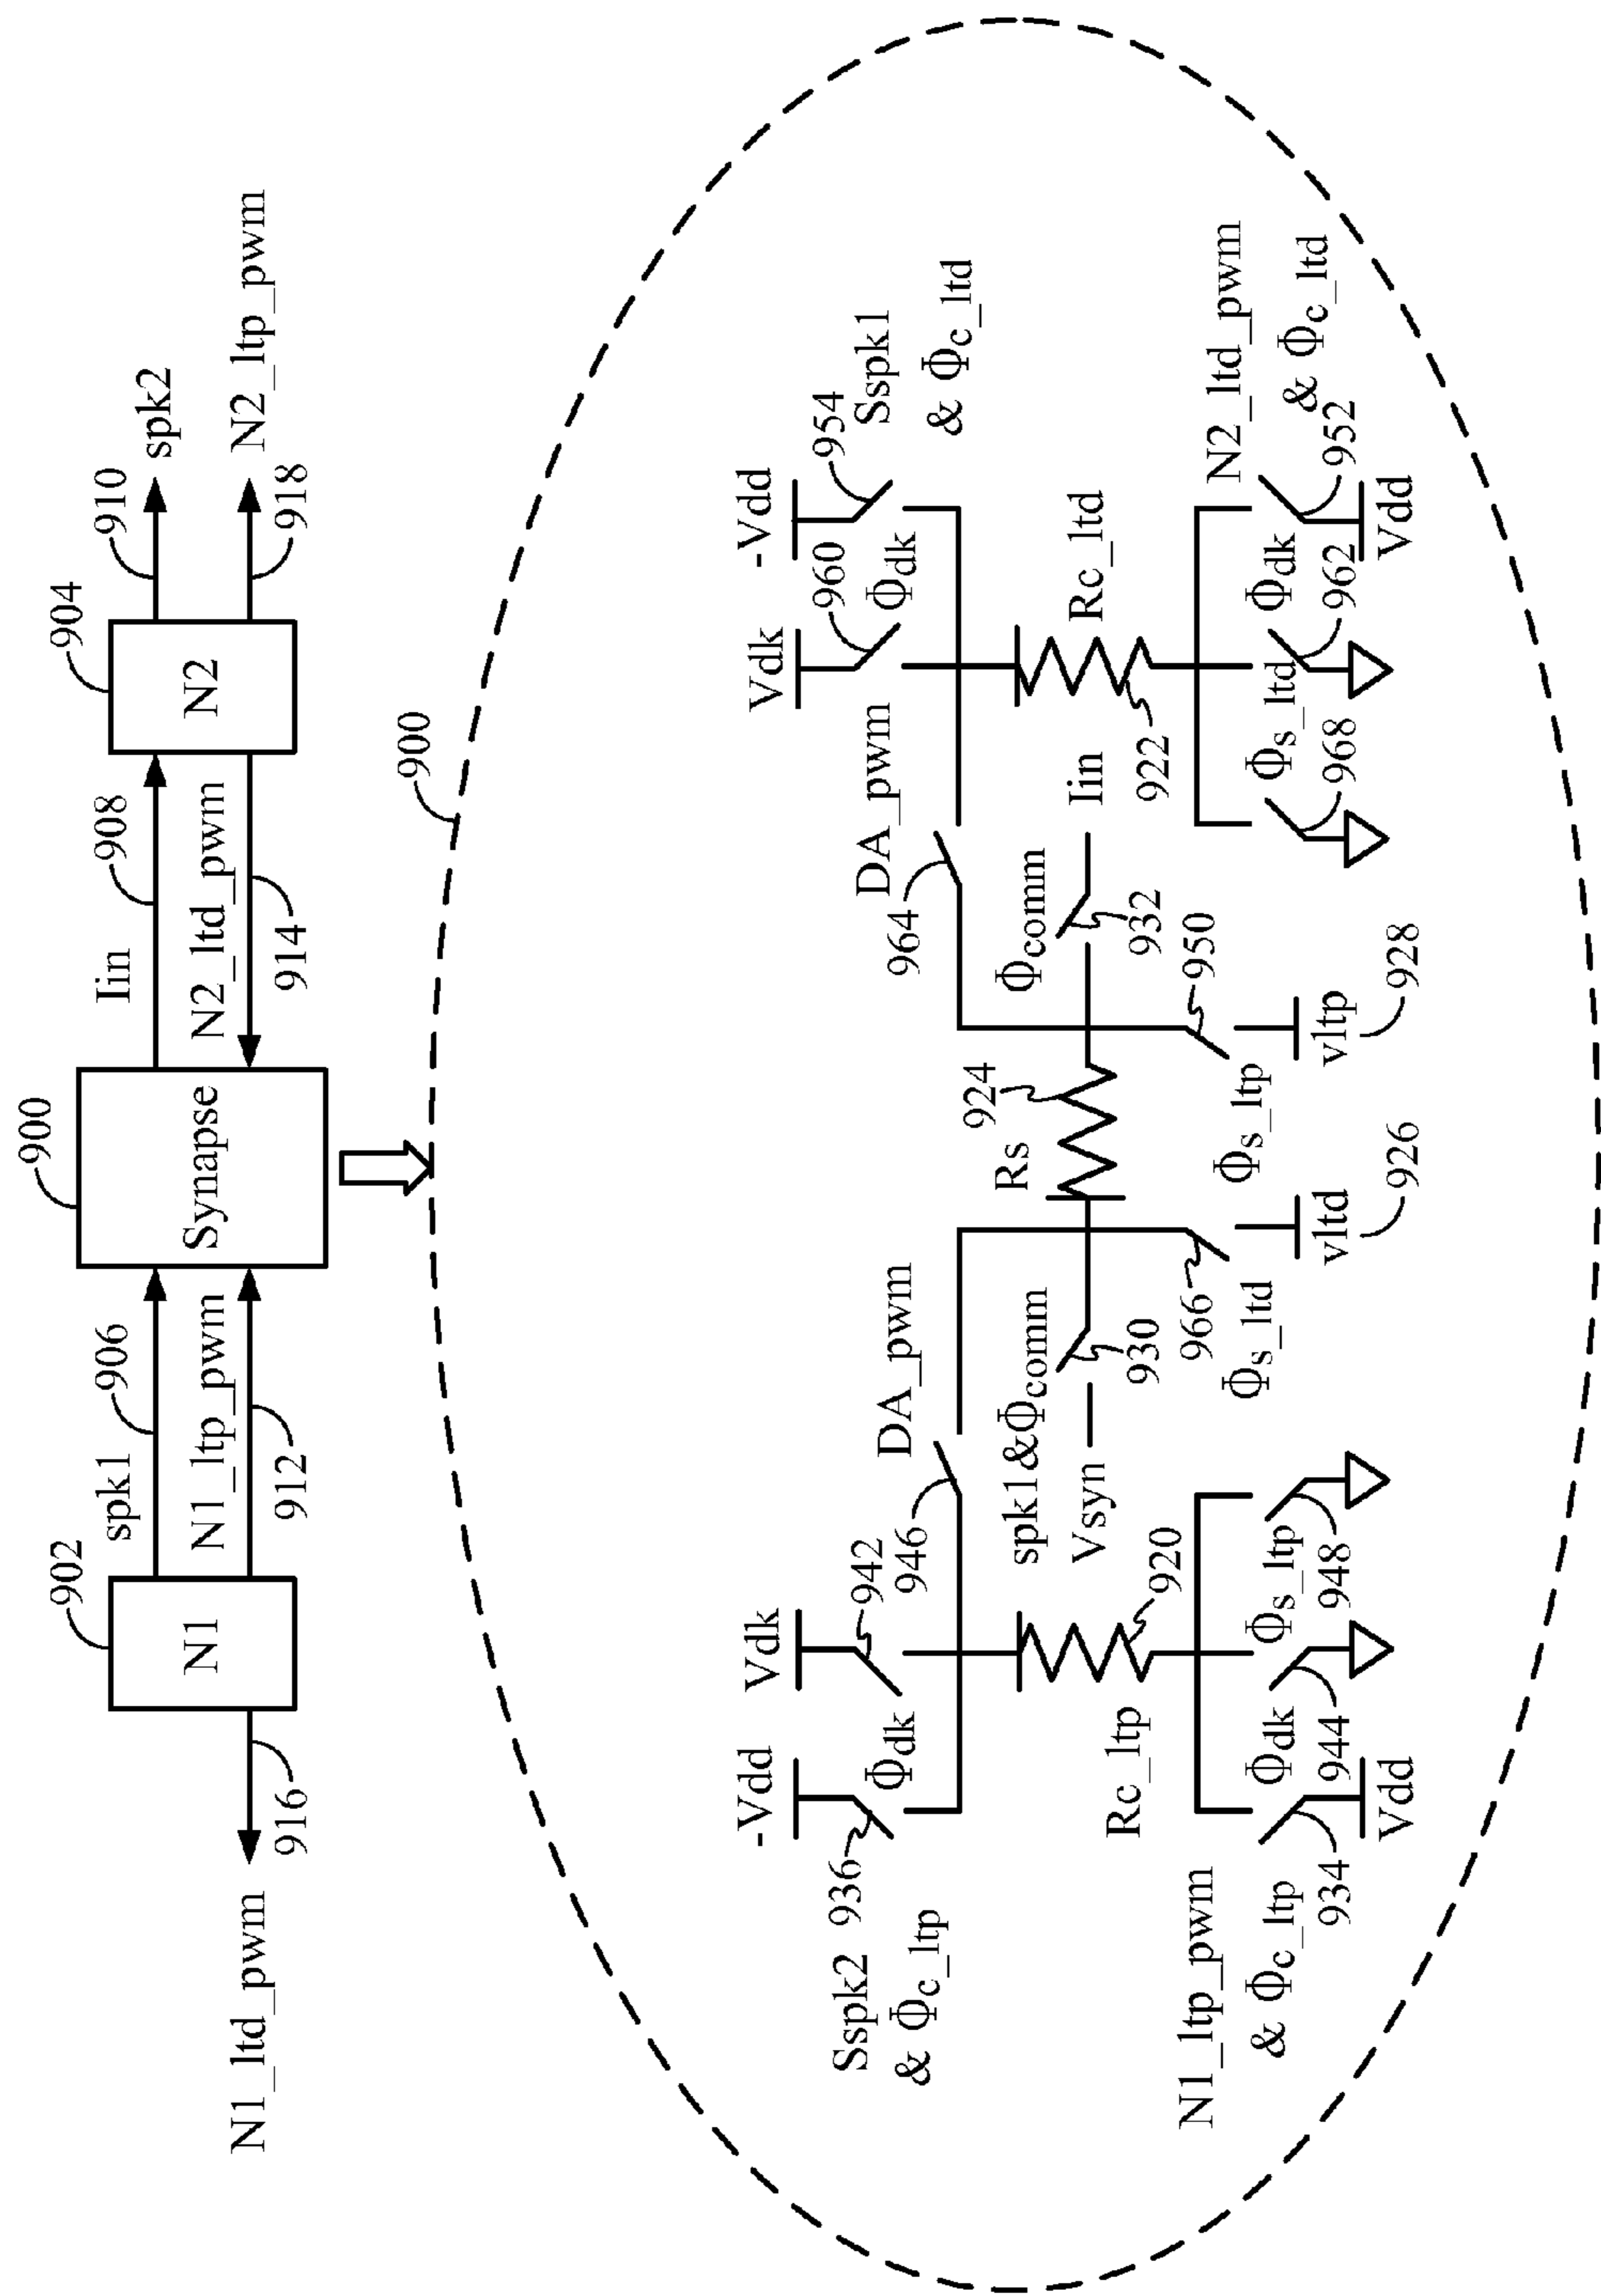 900
902
904
N1
Synapse
N2
spk1
906
Iin
908
910
spk2
N1_ltd_pwm
916
N1_ltp_pwm
912
N2_ltd_pwm
914
918
N2_ltp_pwm
900
-Vdd
Vdk
Vdk
-Vdd
Sspk2
& Φc_ltp
936
Φdk
942
946
DA_pwm
964
DA_pwm
960
Φdk
954
Sspk1
& Φc_ltd
spk1&Φcomm
Vsyn
930
Rs
924
Φcomm
932
Iin
Rc_ltp
920
966
Φs_ltd
vltd
926
Φs_ltp
950
vltp
928
922
Rc_ltd
N1_ltp_pwm
& Φc_ltp
934
Vdd
Φdk
944
Φs_ltp
948
Φs_ltd
968
Φdk
962
N2_ltd_pwm
& Φc_ltd
952
Vdd